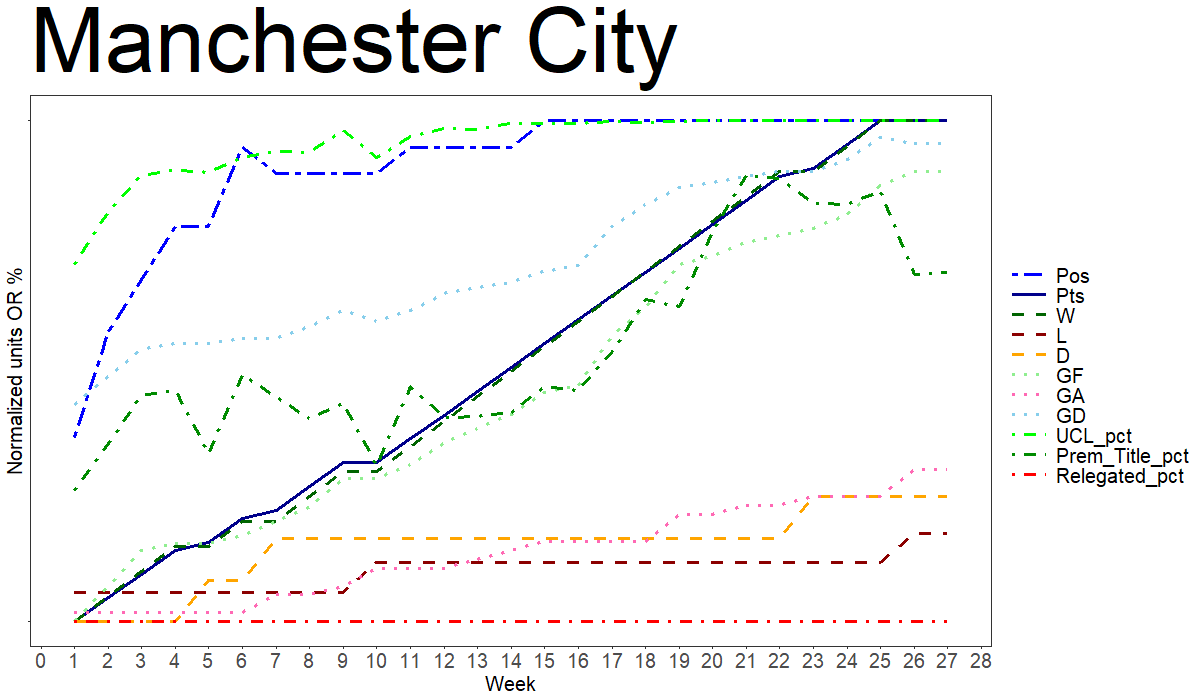 Manchester City
Normalized units OR %
Pos
Pts
W
L
D
GF
GA
GD
UCL_pct
Prem_Title_pct
Relegated_pct
0 1 2 3 4 5 6 7 8 9 10 11 12 13 14 15 16 17 18 19 20 21 22 23 24 25 26 27 28
Week